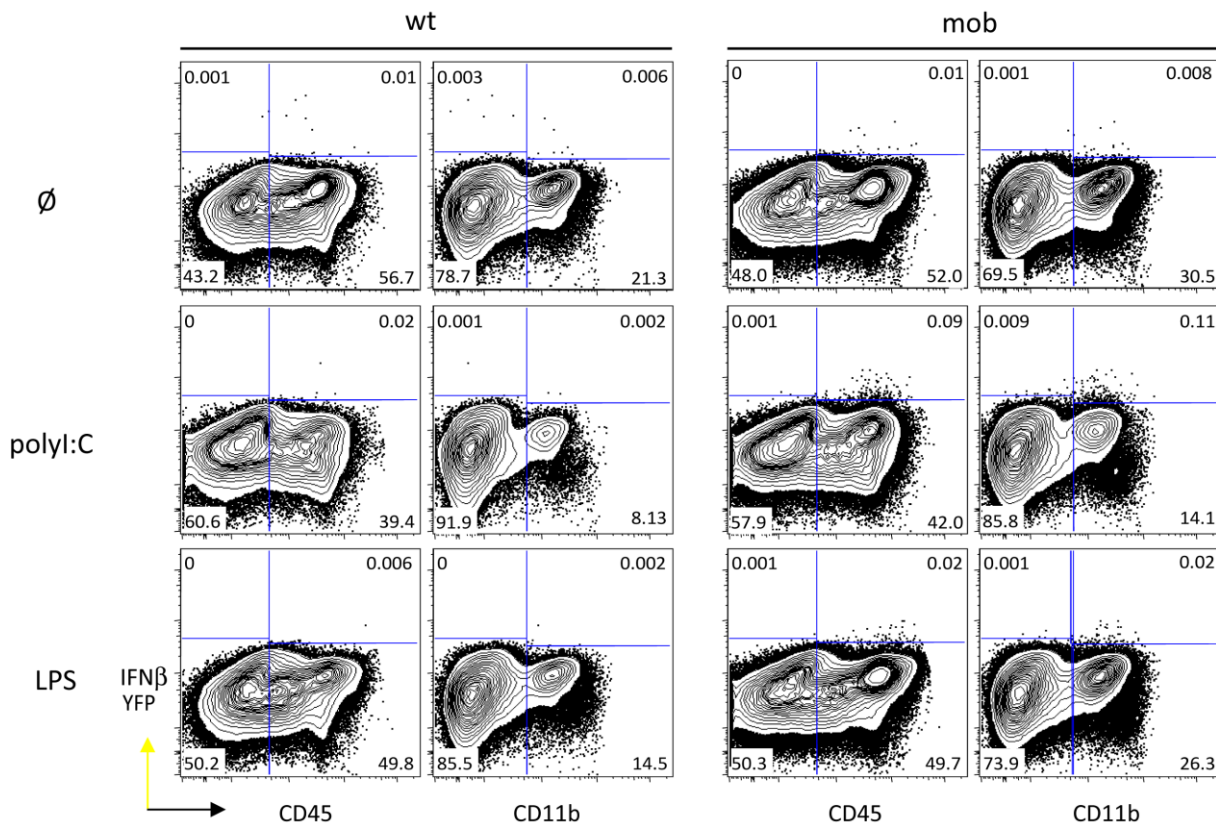 wt mob
0.001 0.01 0.003 0.006 0 0.01 0.001 0.008
Ø
43.2 56.7 78.7 21.3 48.0 52.0 69.5 30.5
0 0.02 0.001 0.002 0.001 0.09 0.009 0.11
polyI:C
60.6 39.4 91.9 8.13 57.9 42.0 85.8 14.1
0 0.006 0 0.002 0.001 0.02 0.001 0.02
LPS
IFNβ
YFP
50.2 49.8 85.5 14.5 50.3 49.7 73.9 26.3
CD45 CD11b CD45 CD11b